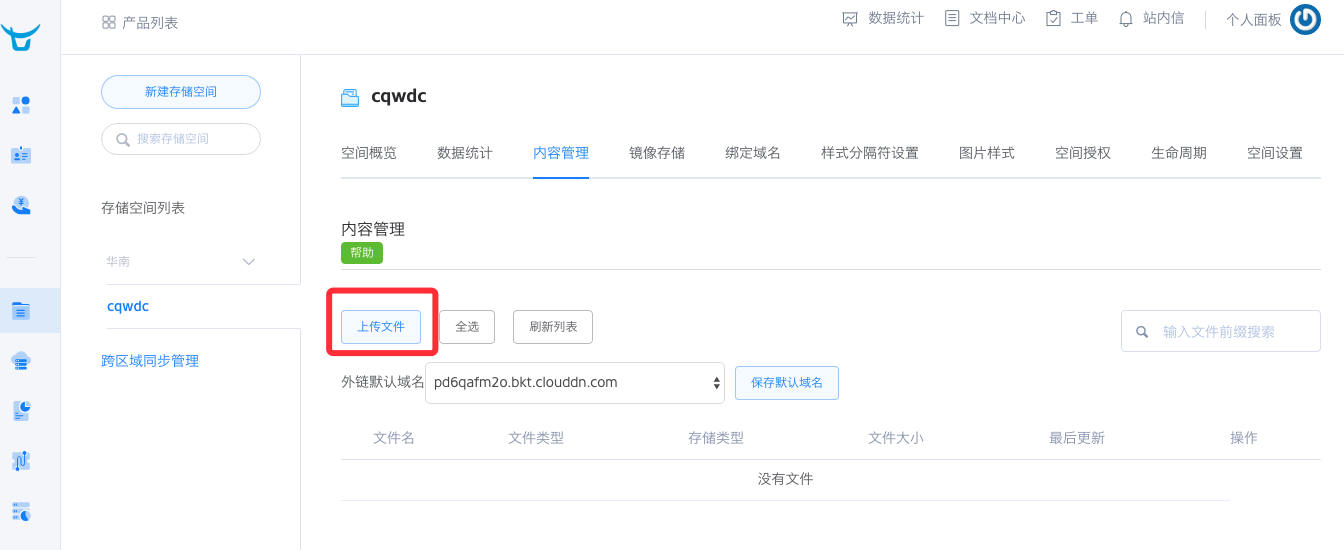 产品列表
数据统计
文档中心
工单
站内信
个人面板
新建存储空间
搜索存储空间
存储空间列表
华南
cqwdc
跨区域同步管理
cqwdc
空间概览 数据统计 内容管理 镜像存储 绑定域名 样式分隔符设置 图片样式 空间授权 生命周期 空间设置
内容管理
帮助
上传文件 全选 刷新列表 输入文件前缀搜索
外链默认域名 pd6qafm2o.bkt.clouddn.com 保存默认域名
文件名 文件类型 存储类型 文件大小 最后更新 操作
没有文件